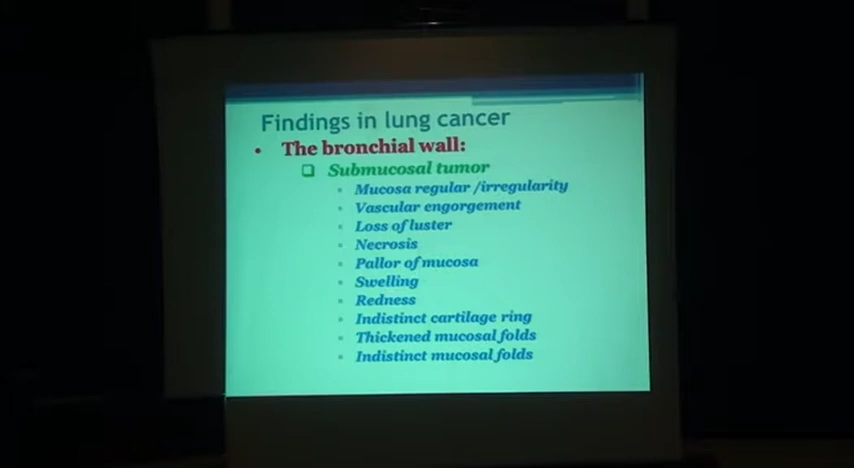 Findings in lung cancer
• The bronchial wall:
❑ Submucosal tumor
▪ Mucosa regular /irregularity
▪ Vascular engorgement
▪ Loss of luster
▪ Necrosis
▪ Pallor of mucosa
▪ Swelling
▪ Redness
▪ Indistinct cartilage ring
▪ Thickened mucosal folds
▪ Indistinct mucosal folds